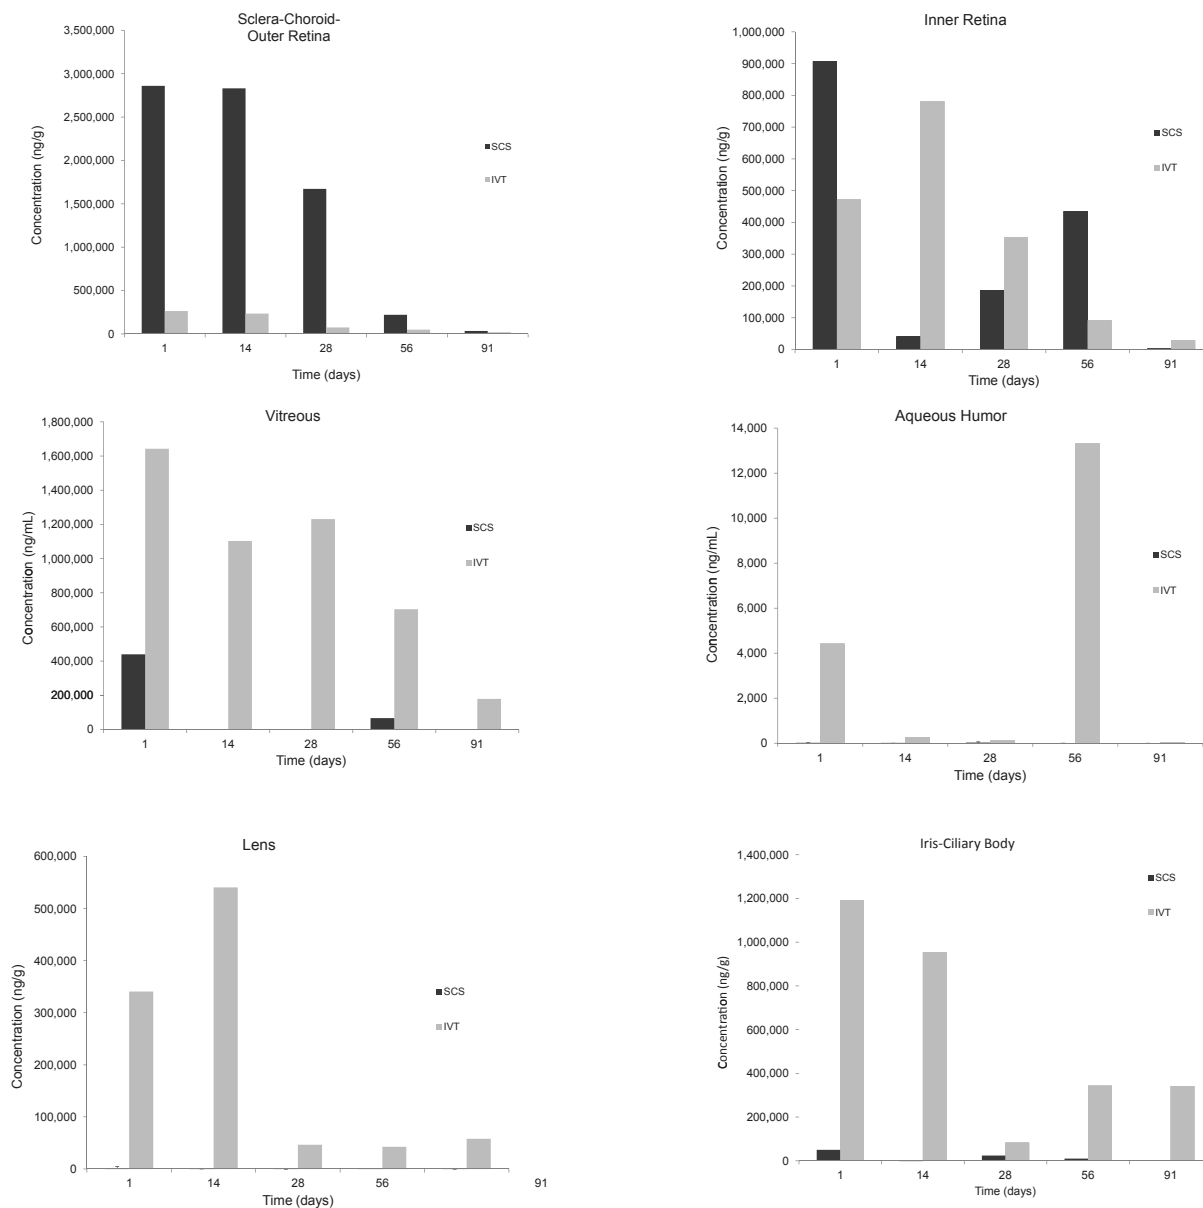 Sclera-Choroid-
Outer Retina
3,500,000
3,000,000
2,500,000
2,000,000
1,500,000
1,000,000
500,000
0
Concentration (ng/g)
SCS
IVT
1 14 28 56 91
Time (days)
Inner Retina
1,000,000
900,000
800,000
700,000
600,000
500,000
400,000
300,000
200,000
100,000
0
Concentration (ng/g)
SCS
IVT
1 14 28 56 91
Time (days)
Vitreous
1,800,000
1,600,000
1,400,000
1,200,000
1,000,000
800,000
600,000
400,000
200,000
0
Concentration (ng/mL)
SCS
IVT
1 14 28 56 91
Time (days)
Aqueous Humor
14,000
12,000
10,000
8,000
6,000
4,000
2,000
0
Concentration (ng/mL)
SCS
IVT
1 14 28 56 91
Time (days)
Lens
600,000
500,000
400,000
300,000
200,000
100,000
0
Concentration (ng/g)
SCS
IVT
1 14 28 56 91
Time (days)
Iris-Ciliary Body
1,400,000
1,200,000
1,000,000
800,000
600,000
400,000
200,000
0
Concentration (ng/g)
SCS
IVT
1 14 28 56 91
Time (days)